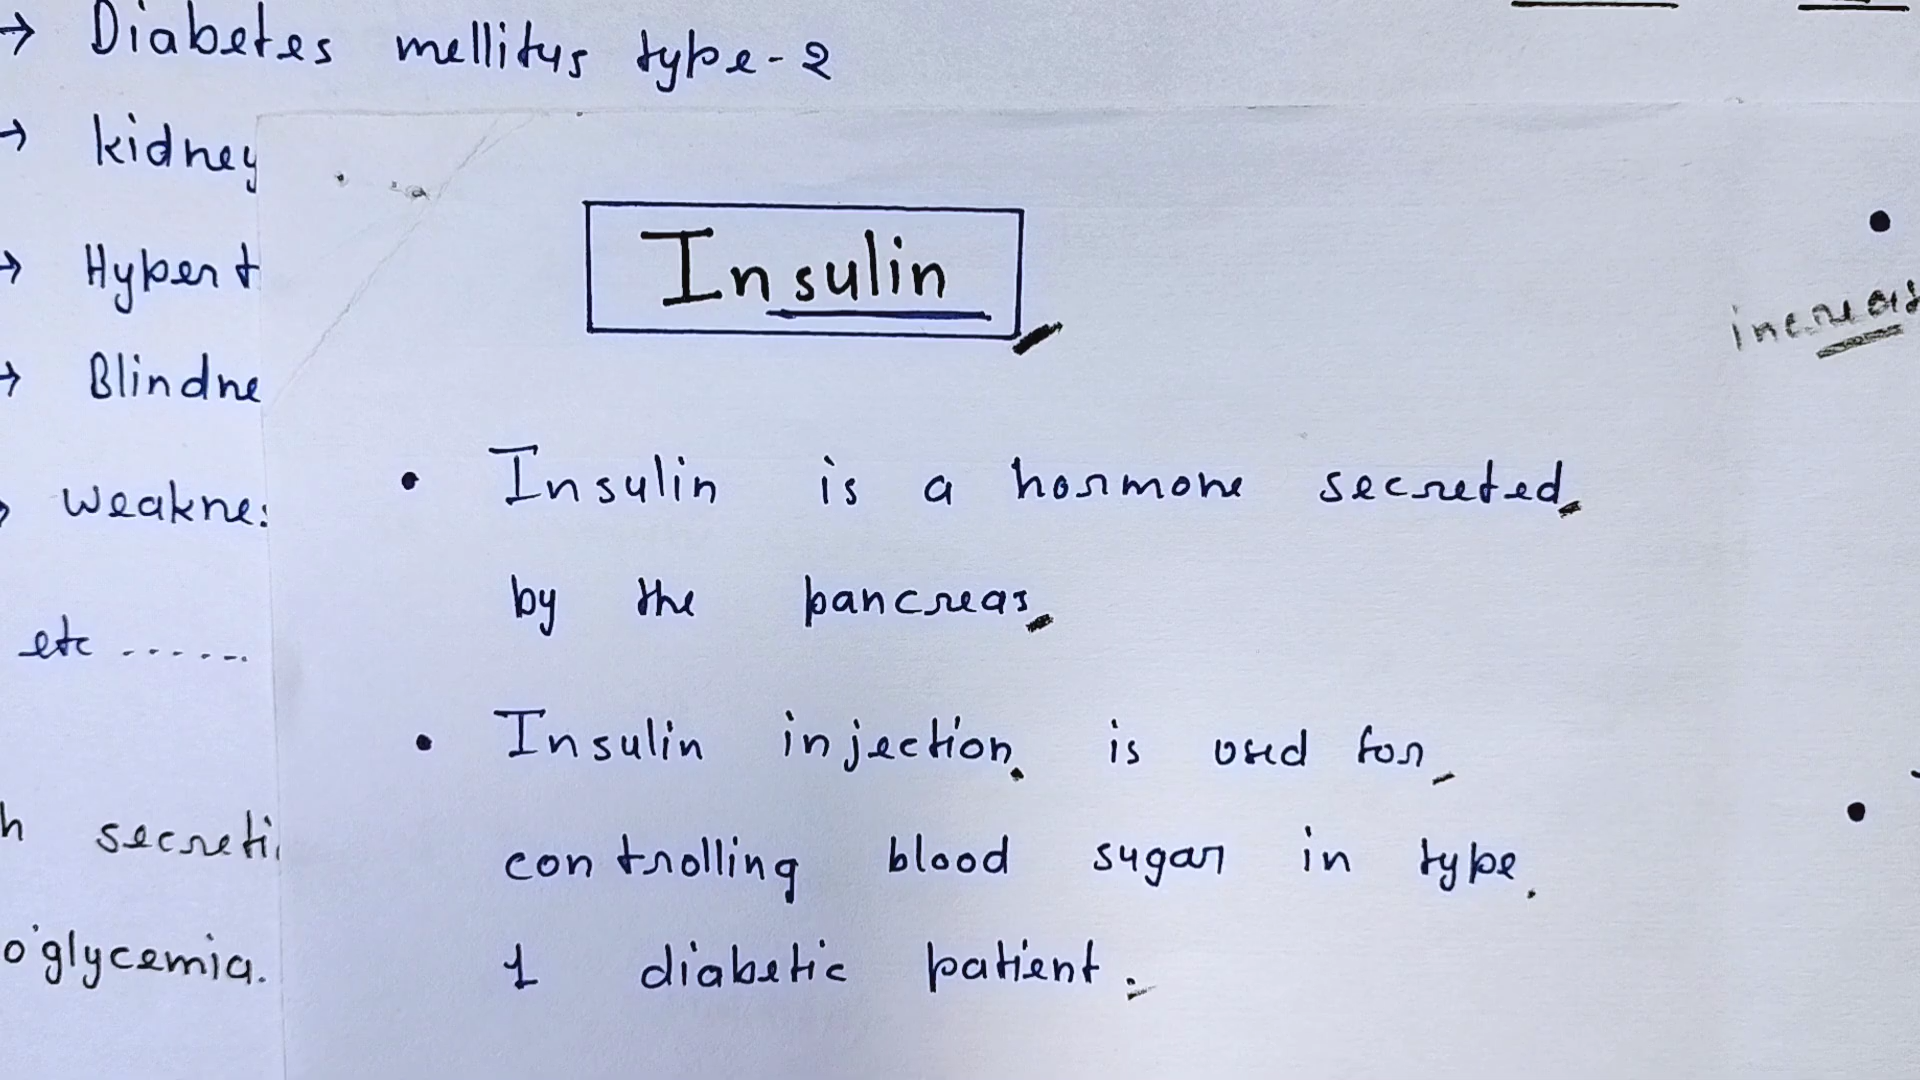 → Diabetes mellitus type-2
→ kidney
→ Hypert
→ Blindne
weakne
etc ......
secreti
oglycemia.
Insulin
• Insulin is a hormone secreted
by the pancreas
• Insulin injection is used for
controlling blood sugar in type
1 diabetic patient.
increas